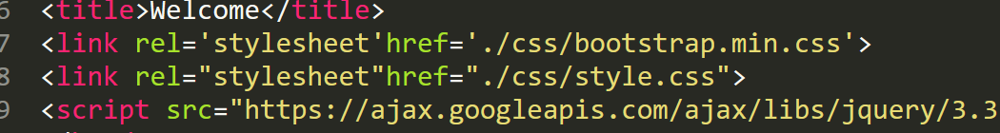 6 <title>Welcome</title>
7 <link rel='stylesheet'href='./css/bootstrap.min.css'>
8 <link rel="stylesheet"href="./css/style.css">
9 <script src="https://ajax.googleapis.com/ajax/libs/jquery/3.3